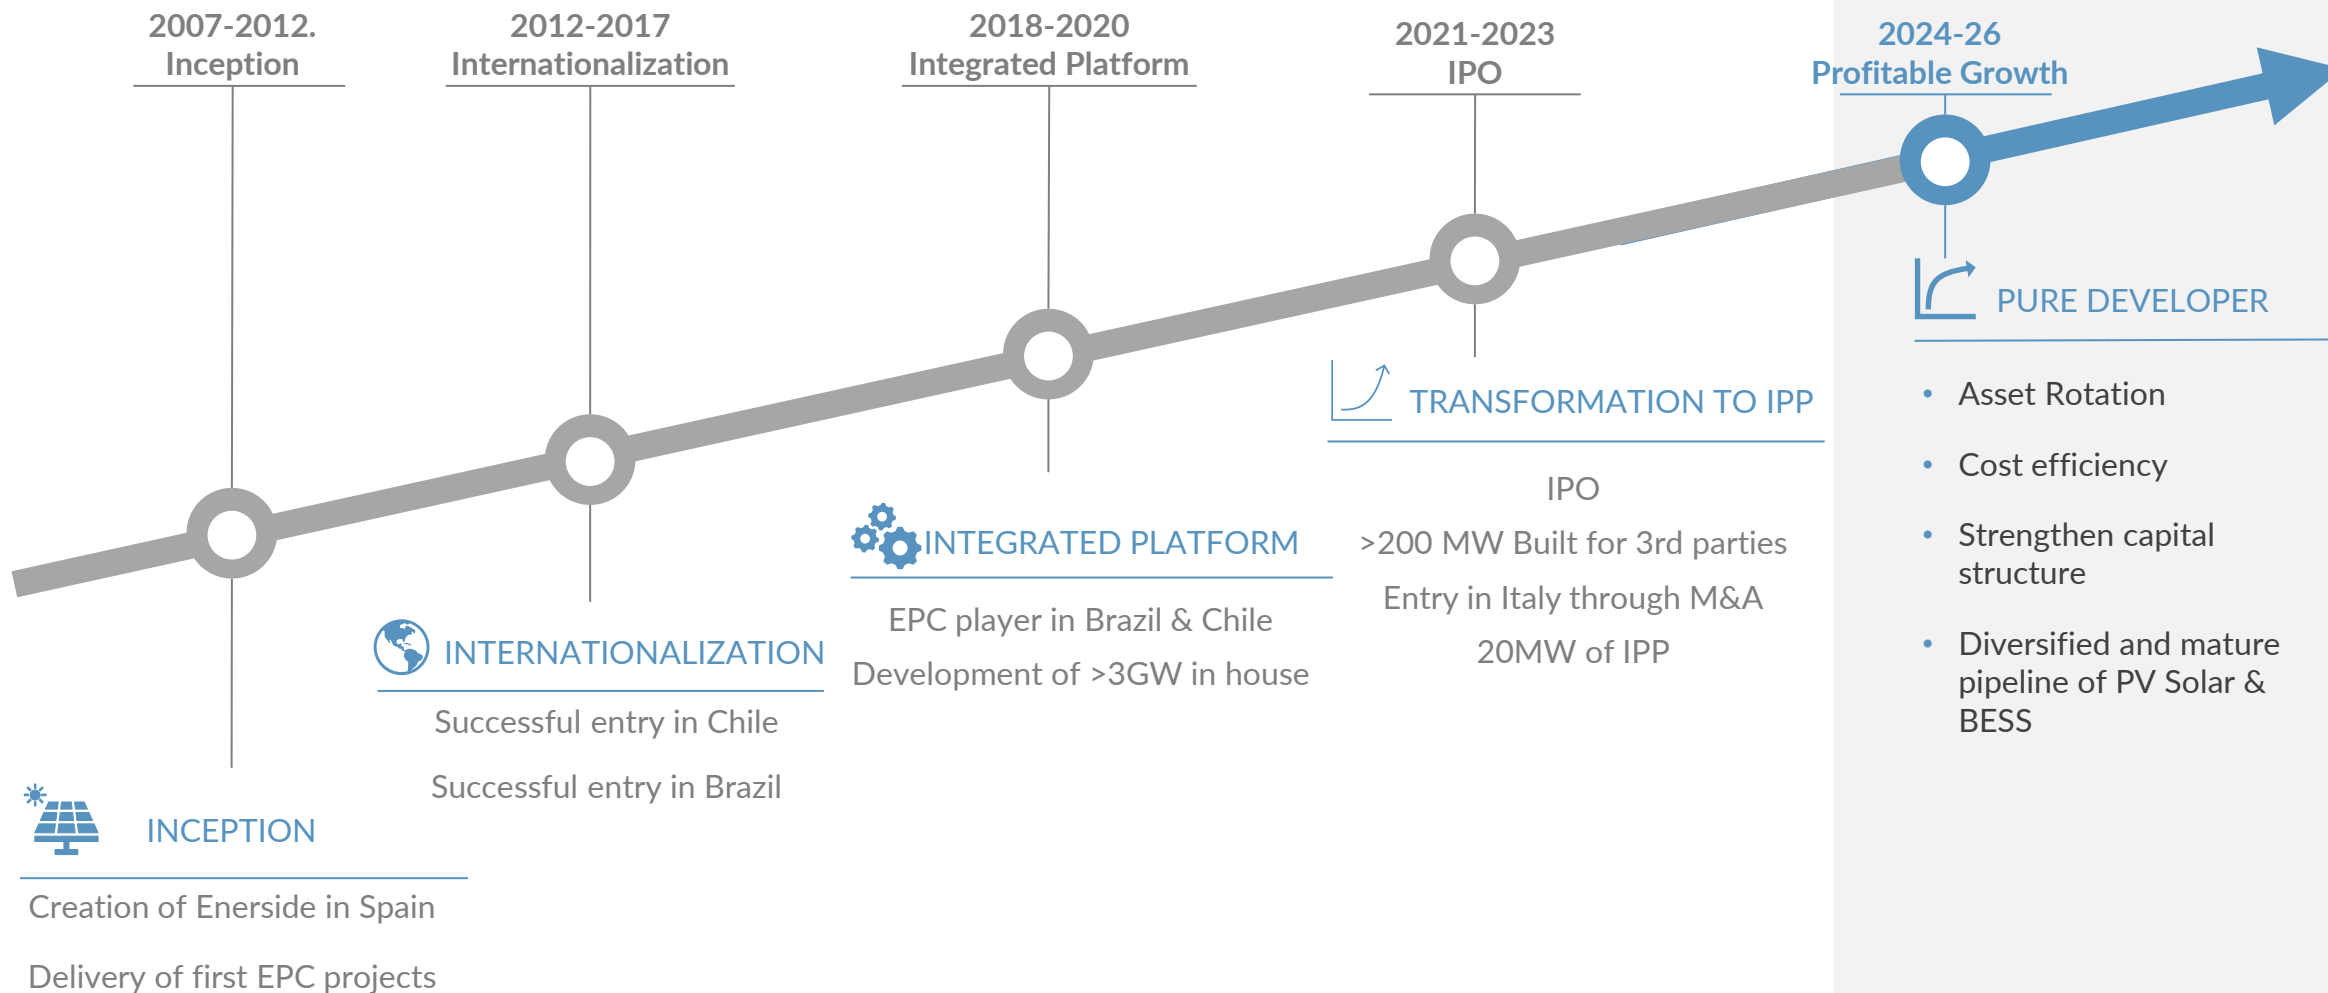 2007-2012.
Inception
2012-2017
Internationalization
2018-2020
Integrated Platform
2021-2023
IPO
2024-26
Profitable Growth
INCEPTION
Creation of Enerside in Spain
Delivery of first EPC projects
INTERNATIONALIZATION
Successful entry in Chile
Successful entry in Brazil
INTEGRATED PLATFORM
EPC player in Brazil & Chile
Development of >3GW in house
TRANSFORMATION TO IPP
IPO
>200 MW Built for 3rd parties
Entry in Italy through M&A
20MW of IPP
PURE DEVELOPER
• Asset Rotation
• Cost efficiency
• Strengthen capital
structure
• Diversified and mature
pipeline of PV Solar &
BESS